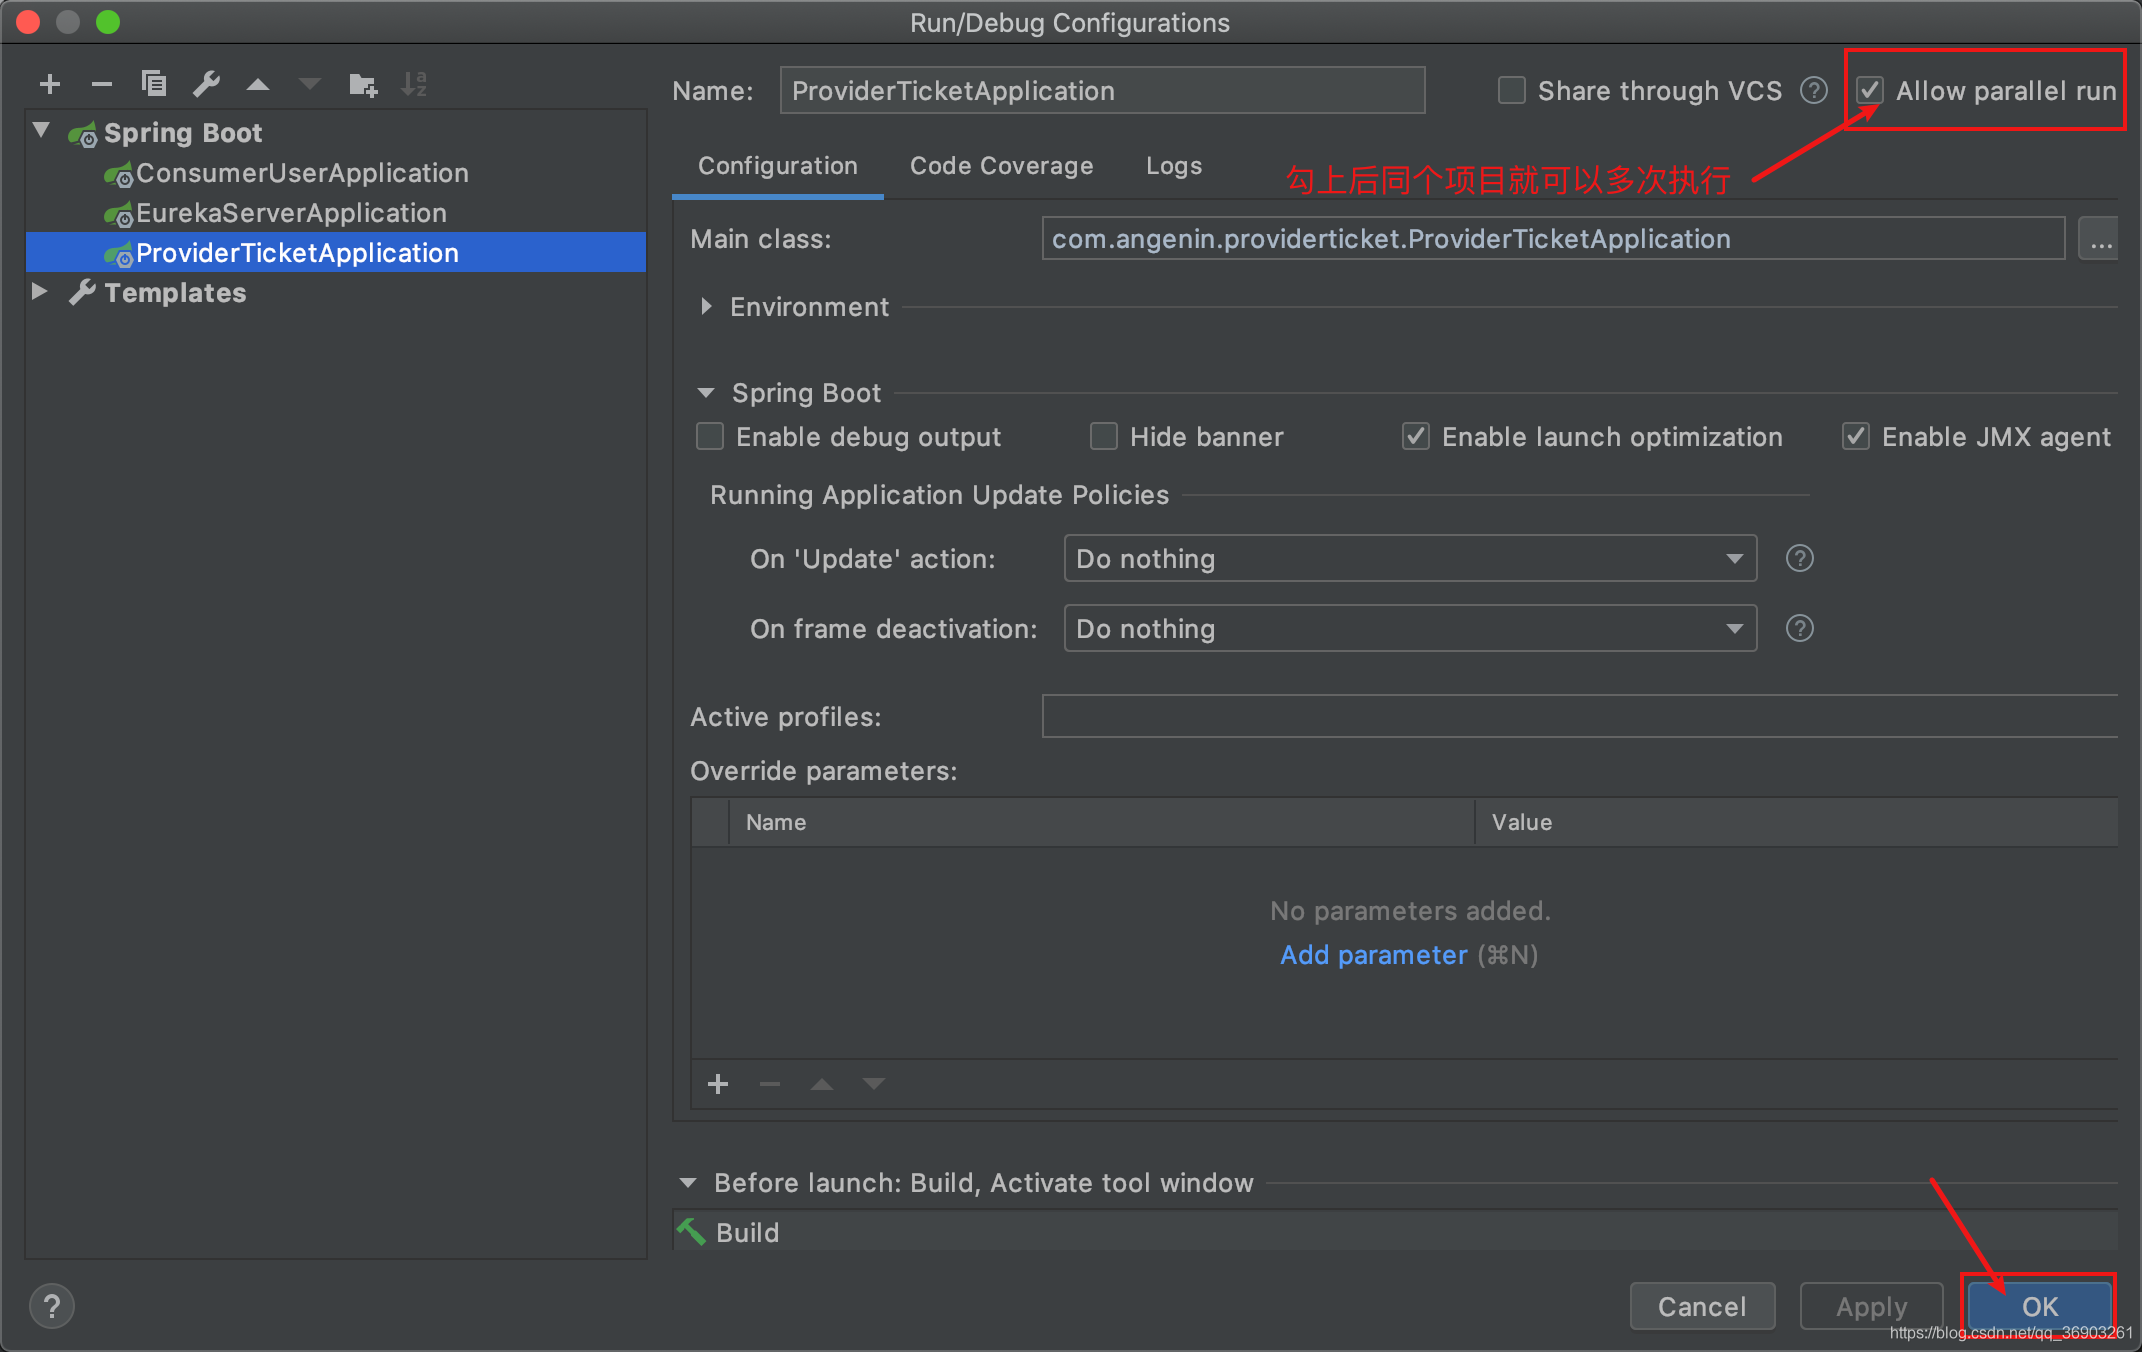 Run/Debug Configurations
Name: ProviderTicketApplication Share through VCS ? Allow parallel run
Spring Boot
ConsumerUserApplication
EurekaServerApplication
ProviderTicketApplication
Templates
Configuration Code Coverage Logs
勾上后同个项目就可以多次执行
Main class: com.angenin.providerticket.ProviderTicketApplication ...
Environment
Spring Boot
Enable debug output Hide banner Enable launch optimization Enable JMX agent
Running Application Update Policies
On 'Update' action: Do nothing ?
On frame deactivation: Do nothing ?
Active profiles:
Override parameters:
Name Value
No parameters added.
Add parameter (⌘N)
Before launch: Build, Activate tool window
Build
? Cancel Apply OK
https://blog.csdn.net/qq_36903261